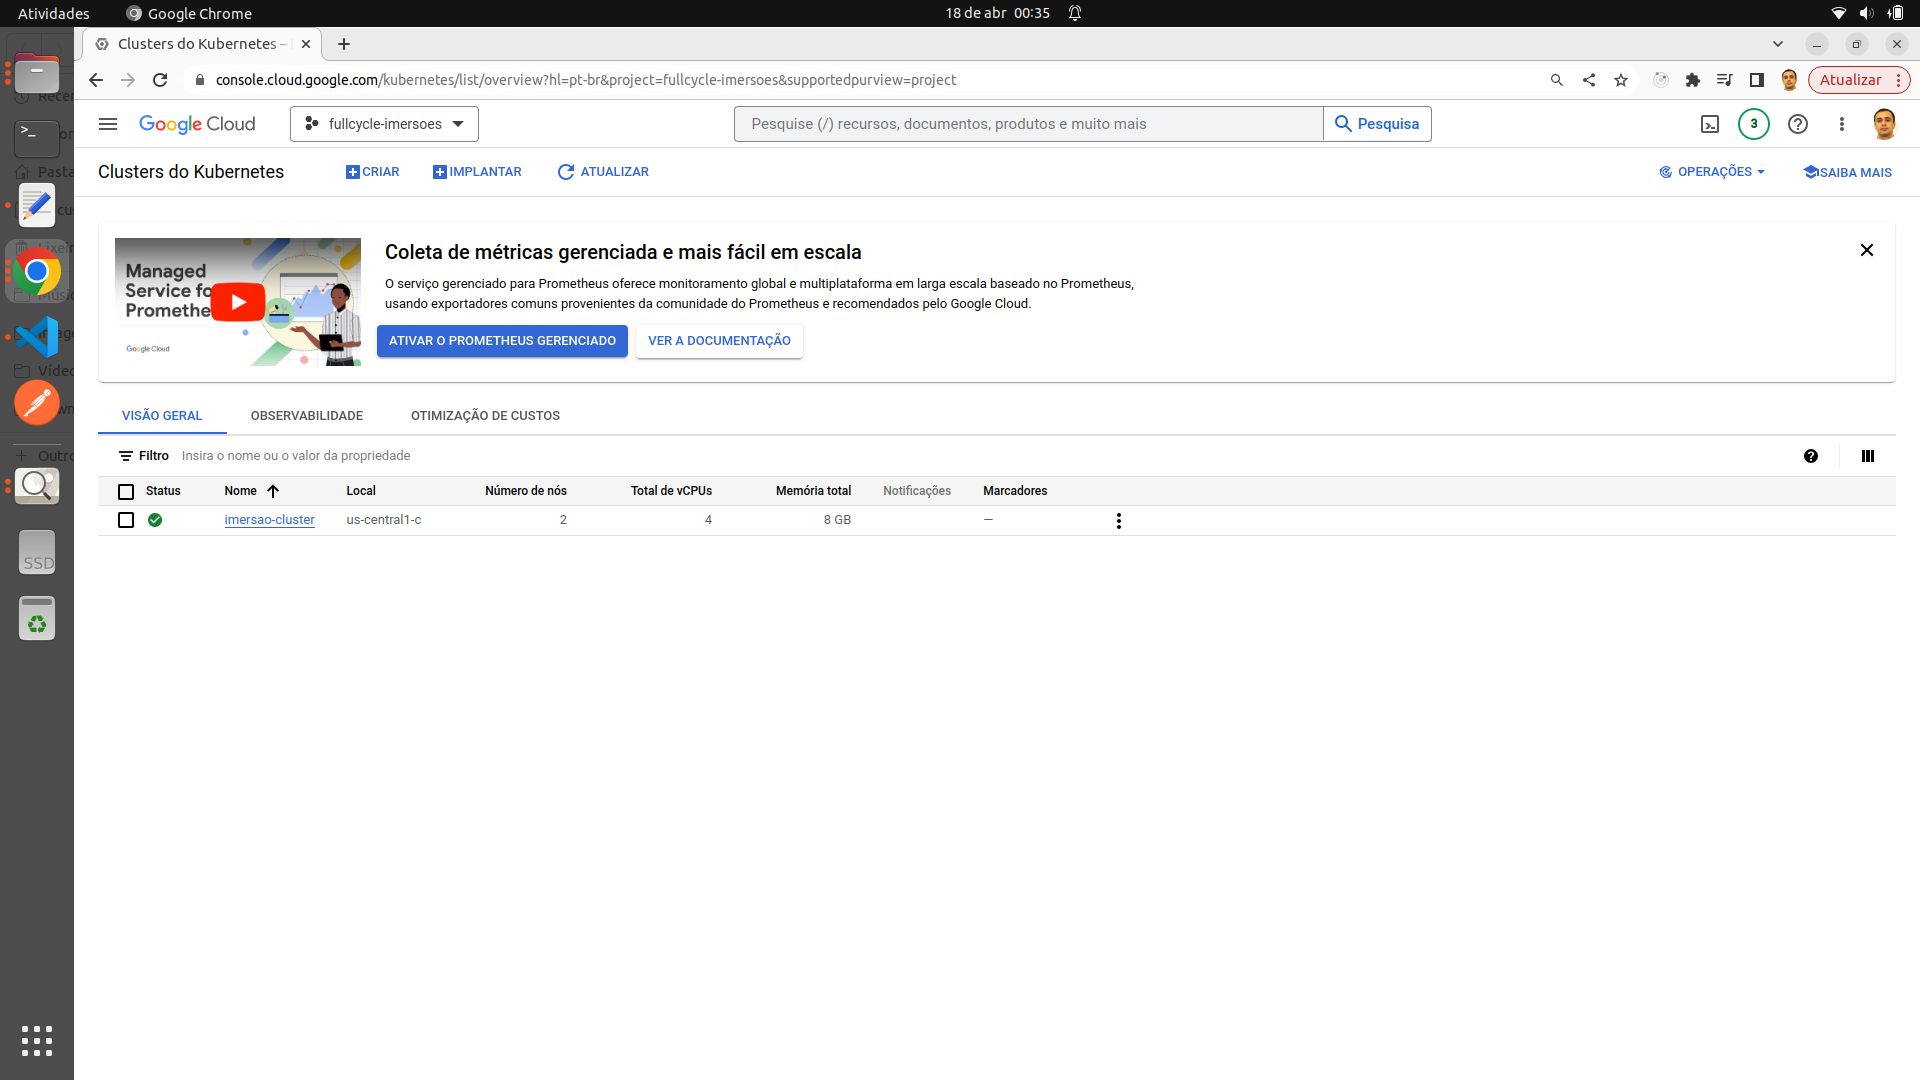 Atividades
Google Chrome
18 de abr 00:35
Clusters do Kubernetes –
console.cloud.google.com/kubernetes/list/overview?hl=pt-br&project=fullcycle-imersoes&supportedpurview=project
Atualizar
Google Cloud
fullcycle-imersoes
Pesquise (/) recursos, documentos, produtos e muito mais
Pesquisa
3
Clusters do Kubernetes
CRIAR
IMPLANTAR
ATUALIZAR
OPERAÇÕES
SAIBA MAIS
Managed
Service fo
Promethe
Google Cloud
Coleta de métricas gerenciada e mais fácil em escala
O serviço gerenciado para Prometheus oferece monitoramento global e multiplataforma em larga escala baseado no Prometheus,
usando exportadores comuns provenientes da comunidade do Prometheus e recomendados pelo Google Cloud.
ATIVAR O PROMETHEUS GERENCIADO
VER A DOCUMENTAÇÃO
VISÃO GERAL
OBSERVABILIDADE
OTIMIZAÇÃO DE CUSTOS
Filtro
Insira o nome ou o valor da propriedade
Status Nome Local Número de nós Total de vCPUs Memória total Notificações Marcadores
imersao-cluster us-central1-c 2 4 8 GB —
SSD